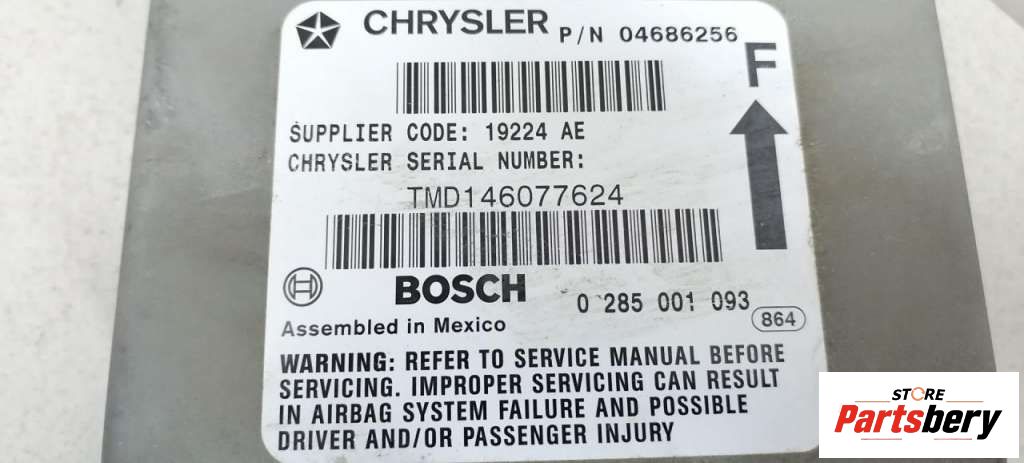 CHRYSLER P/N 04686256
F
SUPPLIER CODE: 19224 AE
CHRYSLER SERIAL NUMBER:
TMD146077624
BOSCH 0 285 001 093
864
Assembled in Mexico
WARNING: REFER TO SERVICE MANUAL BEFORE
SERVICING. IMPROPER SERVICING CAN RESULT
IN AIRBAG SYSTEM FAILURE AND POSSIBLE
DRIVER AND/OR PASSENGER INJURY
STORE
Partsbery